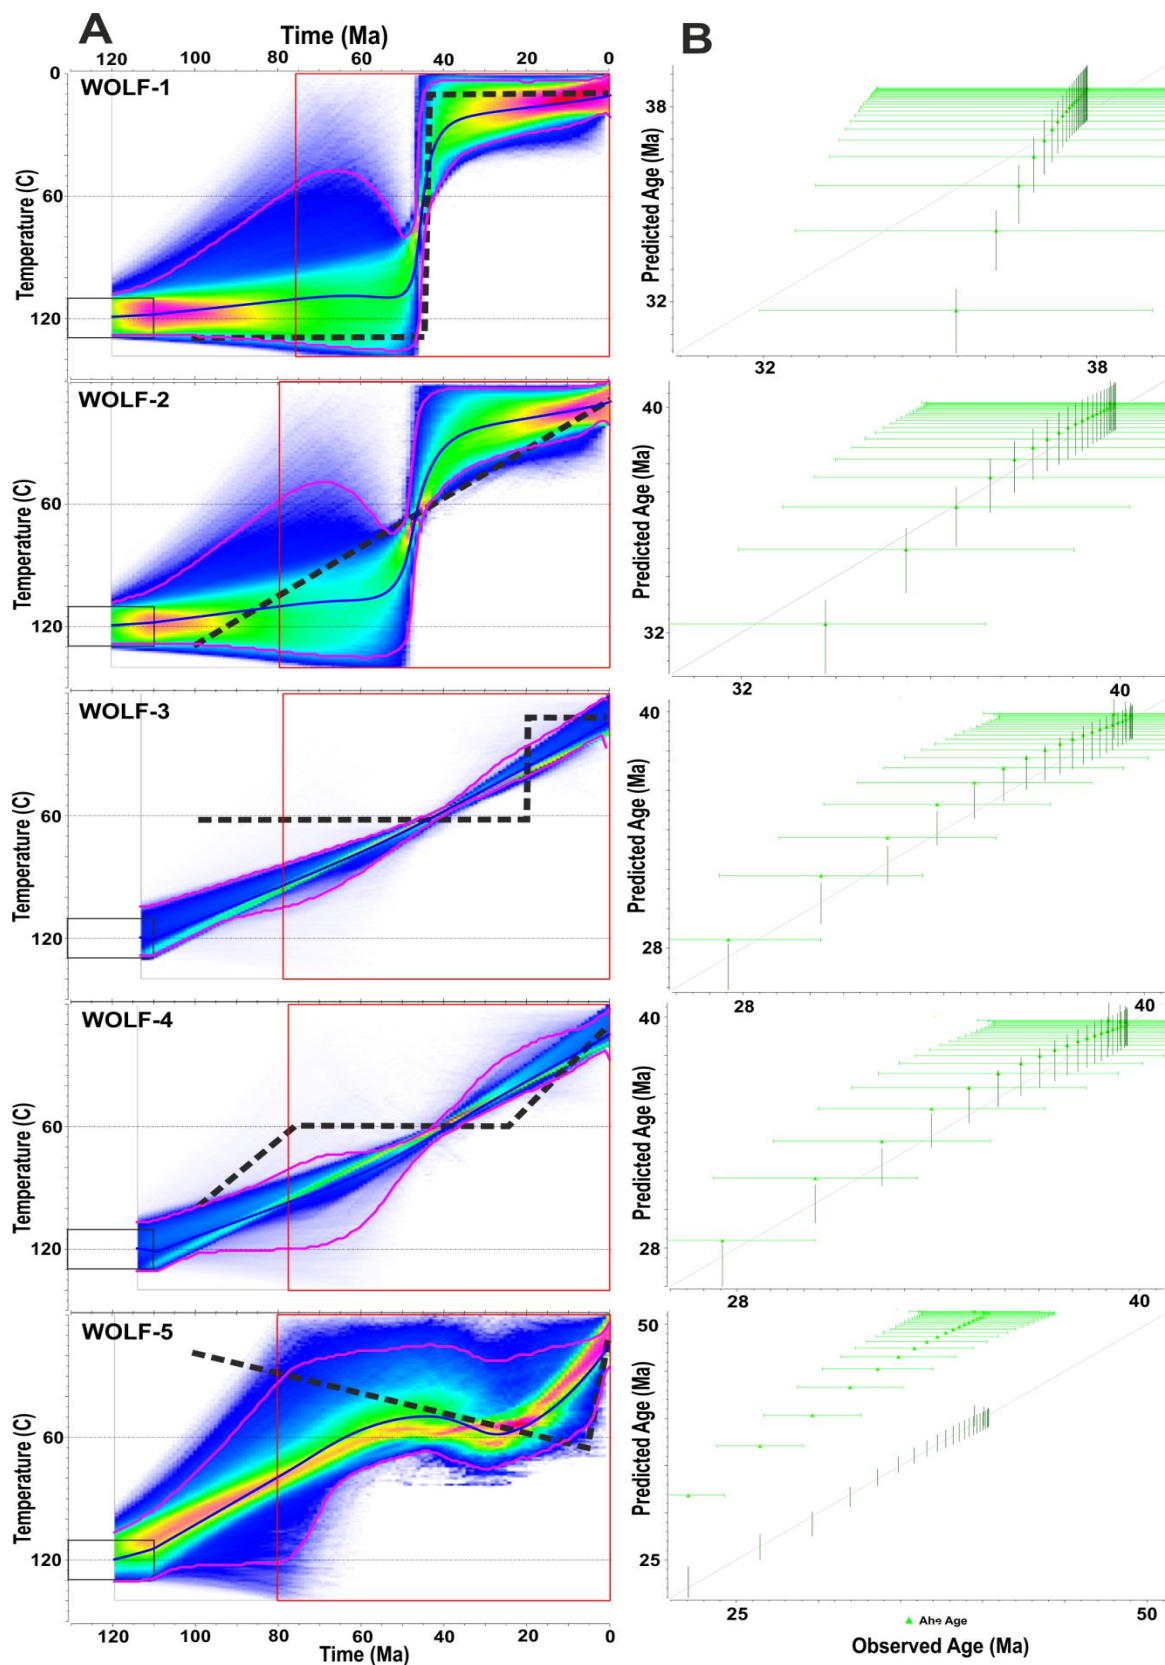 A
B
Time (Ma)
120 100 80 60 40 20 0
WOLF-1
0
60
120
Temperature (C)
38
32
Predicted Age (Ma)
32 38
WOLF-2
60
120
Temperature (C)
40
32
Predicted Age (Ma)
32 40
WOLF-3
60
120
Temperature (C)
40
28
Predicted Age (Ma)
28 40
WOLF-4
60
120
Temperature (C)
40
28
Predicted Age (Ma)
28 40
WOLF-5
60
120
Temperature (C)
50
25
Predicted Age (Ma)
25 50
Ahe Age
120 100 80 60 40 20 0
Time (Ma)
Observed Age (Ma)